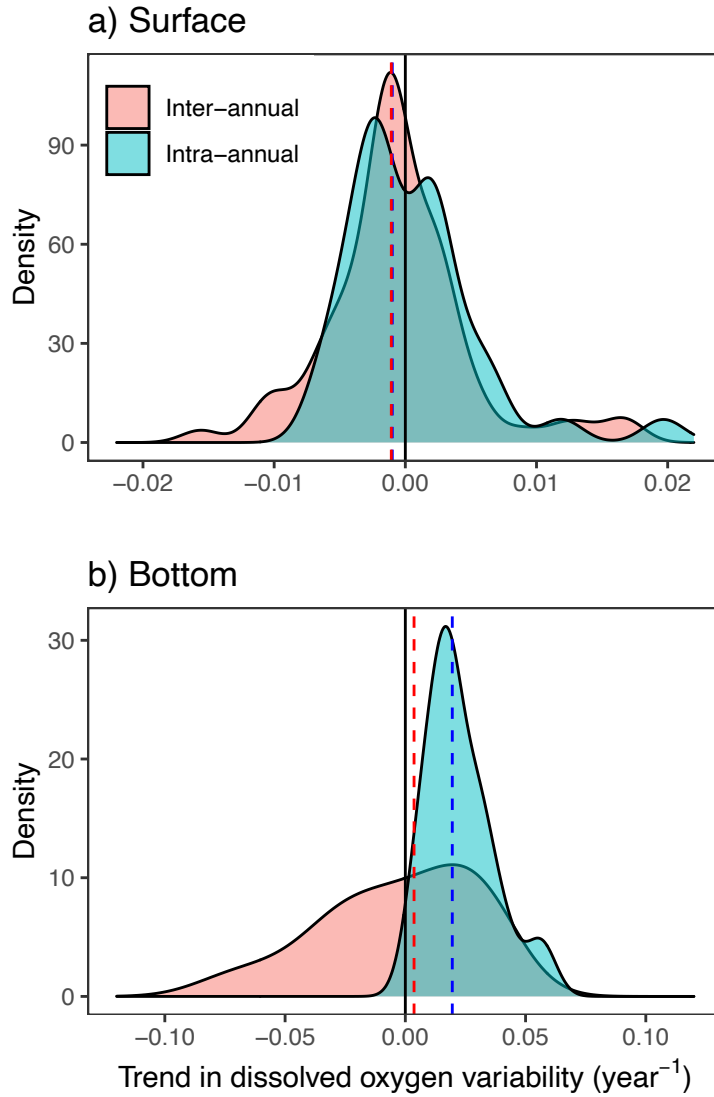 a) Surface
Inter−annual
Intra−annual
Density
90
60
30
0
−0.02
−0.01
0.00
0.01
0.02
b) Bottom
Density
30
20
10
0
−0.10
−0.05
0.00
0.05
0.10
Trend in dissolved oxygen variability (year⁻¹)